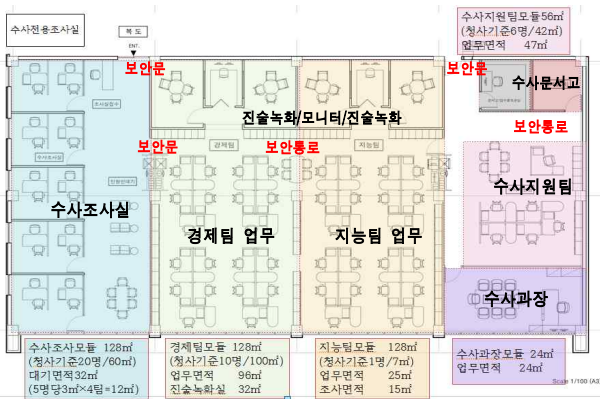 수사전용조사실
복 도
ENT.
수사지원팀모듈56㎡
(청사기준6명/42㎡)
업무면적 47㎡
보안문
보안문
수사문서고
진술녹화/모니터/진술녹화
보안통로
보안문
경제팀
보안통로
지능팀
수사조사실
경제팀 업무
지능팀 업무
수사지원팀
수사과장
수사조사모듈 128㎡
(청사기준20명/60㎡)
대기면적32㎡
(5명당3㎡×4팀=12㎡)
경제팀모듈 128㎡
(청사기준10명/100㎡)
업무면적 96㎡
진술녹화실 32㎡
지능팀모듈 128㎡
(청사기준1명/7㎡)
업무면적 25㎡
조사면적 15㎡
수사과장모듈 24㎡
업무면적 24㎡
Scale 1/100 (A3)